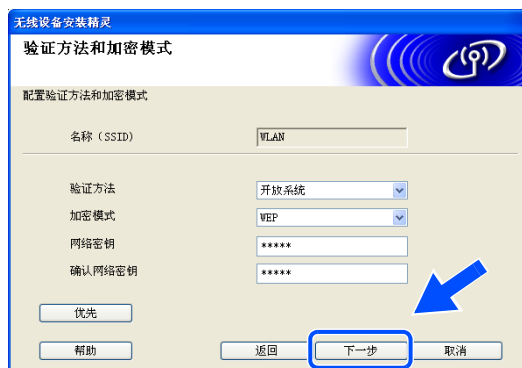 无线设备安装精灵
验证方法和加密模式
配置验证方法和加密模式
名称（SSID） WLAN
验证方法 开放系统
加密模式 WEP
网络密钥 *****
确认网络密钥 *****
优先
帮助 返回 下一步 取消